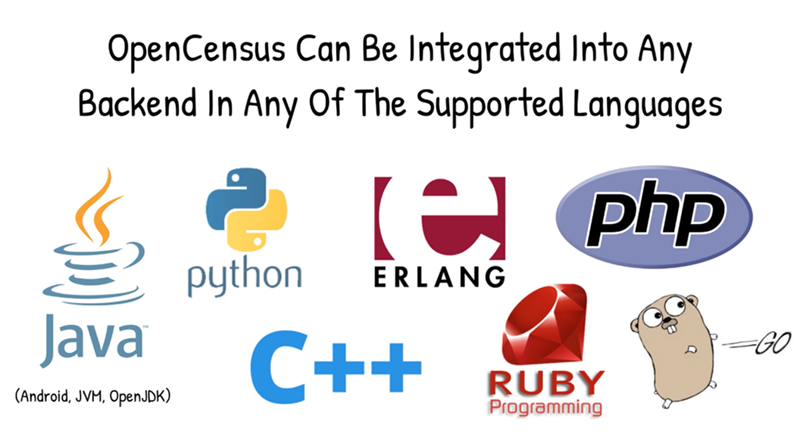 OpenCensus Can Be Integrated Into Any
Backend In Any Of The Supported Languages
Java™
(Android, JVM, OpenJDK)
python
e
ERLANG
php
C++
RUBY
Programming
GO